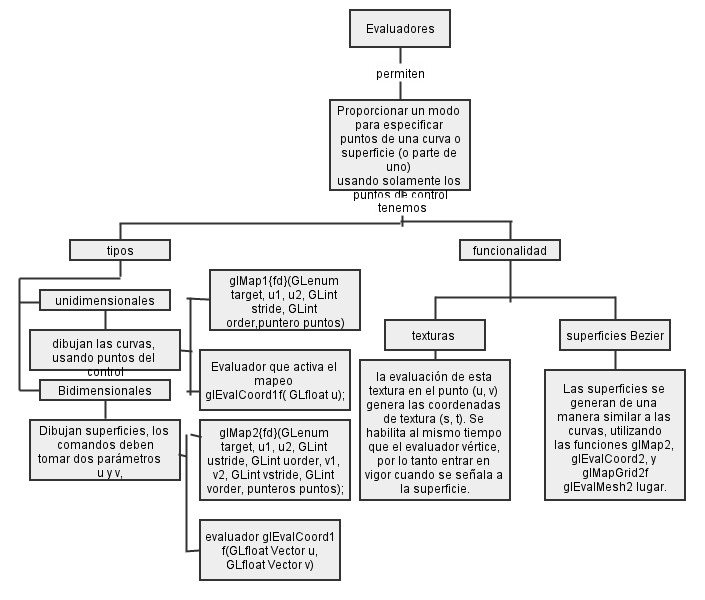 Evaluadores
permiten
Proporcionar un modo
para especificar
puntos de una curva o
superficie (o parte de
uno)
usando solamente los
puntos de control
tenemos
tipos
funcionalidad
unidimensionales
dibujan las curvas,
usando puntos del
control
Bidimensionales
Dibujan superficies, los
comandos deben
tomar dos parámetros
u y v,
glMap1{fd}(GLenum
target, u1, u2, GLint
stride, GLint
order,puntero puntos)
Evaluador que activa el
mapeo
glEvalCoord1f( GLfloat u);
glMap2{fd}(GLenum
target, u1, u2, GLint
ustride, GLint uorder, v1,
v2, GLint vstride, GLint
vorder, punteros puntos);
evaluador glEvalCoord1
f(GLfloat Vector u,
GLfloat Vector v)
texturas
la evaluación de esta
textura en el punto (u, v)
genera las coordenadas
de textura (s, t). Se
habilita al mismo tiempo
que el evaluador vértice,
por lo tanto entrar en
vigor cuando se señala a
la superficie.
superficies Bezier
Las superficies se
generan de una
manera similar a las
curvas, utilizando
las funciones glMap2,
glEvalCoord2, y
glMapGrid2f
glEvalMesh2 lugar.